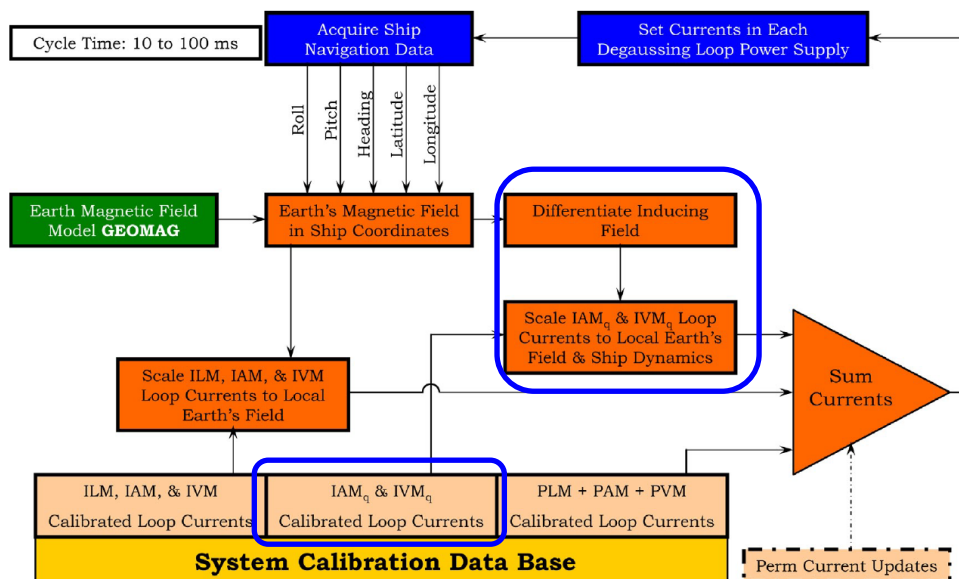 Cycle Time: 10 to 100 ms
Acquire Ship
Navigation Data
Set Currents in Each
Degaussing Loop Power Supply
Roll
Pitch
Heading
Latitude
Longitude
Earth Magnetic Field
Model GEOMAG
Earth's Magnetic Field
in Ship Coordinates
Differentiate Inducing
Field
Scale IAMq & IVMq Loop
Currents to Local Earth's
Field & Ship Dynamics
Scale ILM, IAM, & IVM
Loop Currents to Local
Earth's Field
Sum
Currents
ILM, IAM, & IVM
Calibrated Loop Currents
IAMq & IVMq
Calibrated Loop Currents
PLM + PAM + PVM
Calibrated Loop Currents
System Calibration Data Base
Perm Current Updates